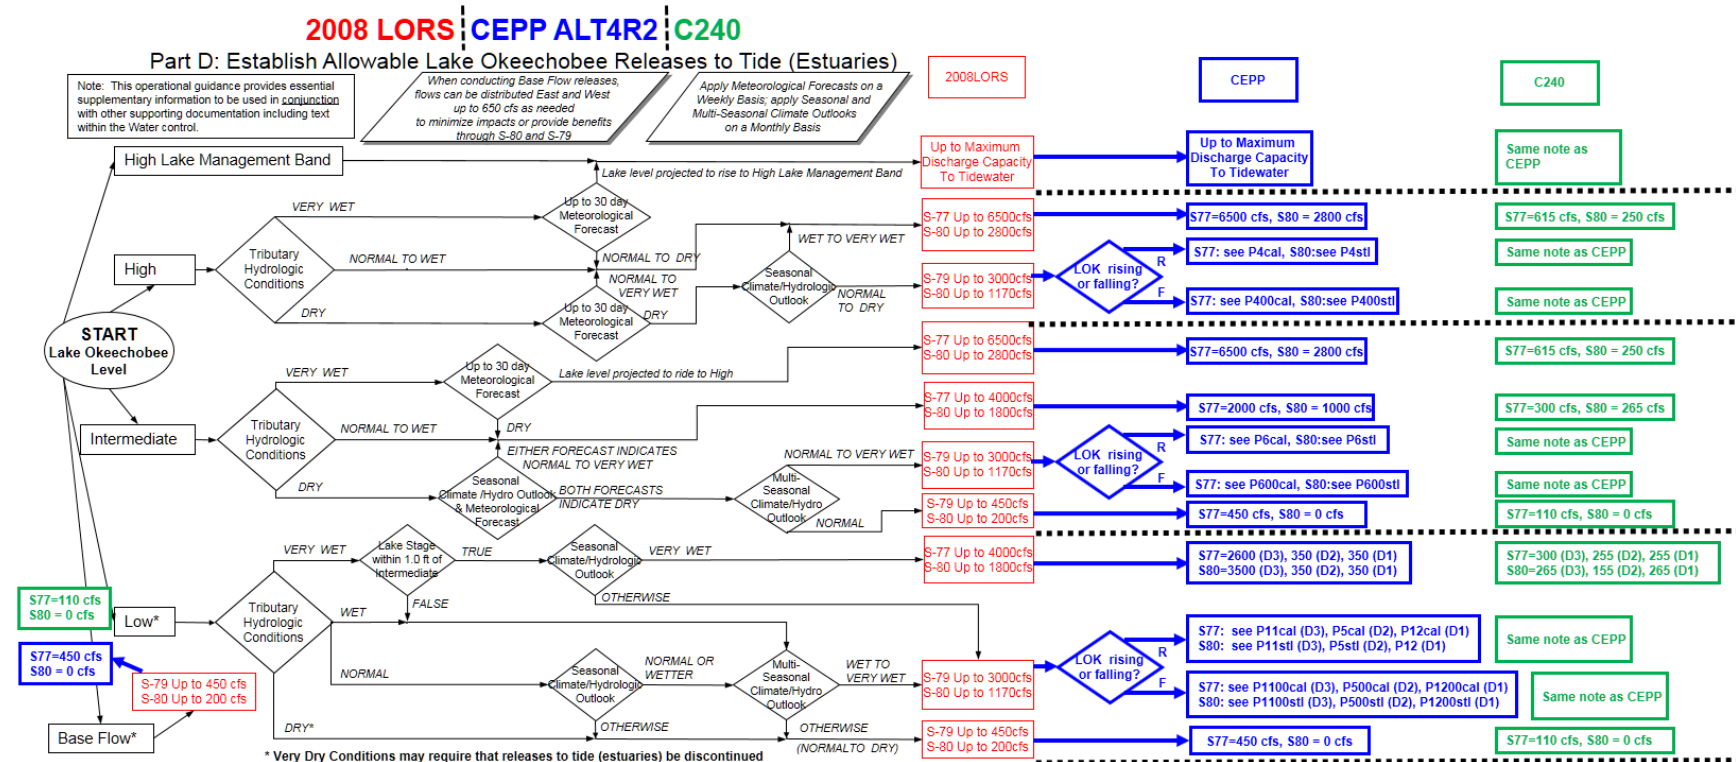 2008 LORS CEPP ALT4R2 C240
Part D: Establish Allowable Lake Okeechobee Releases to Tide (Estuaries)
Note: This operational guidance provides essential
supplementary information to be used in conjunction
with other supporting documentation including text
within the Water control.
When conducting Base Flow releases,
flows can be distributed East and West
up to 650 cfs as needed
to minimize impacts or provide benefits
through S-80 and S-79
Apply Meteorological Forecasts on a
Weekly Basis; apply Seasonal and
Multi-Seasonal Climate Outlooks
on a Monthly Basis
2008LORS
CEPP
C240
High Lake Management Band
Lake level projected to rise to High Lake Management Band
Up to Maximum
Discharge Capacity
To Tidewater
Up to Maximum
Discharge Capacity
To Tidewater
Same note as
CEPP
VERY WET
Up to 30 day
Meteorological
Forecast
S-77 Up to 6500cfs
S-80 Up to 2800cfs
S77=6500 cfs, S80 = 2800 cfs
S77=615 cfs, S80 = 250 cfs
High
Tributary
Hydrologic
Conditions
NORMAL TO WET
NORMAL TO DRY
WET TO VERY WET
NORMAL TO
VERY WET
Seasonal
Climate/Hydrologic
Outlook
NORMAL
TO DRY
DRY
Up to 30 day
Meteorological
Forecast
DRY
S-79 Up to 3000cfs
S-80 Up to 1170cfs
LOK rising
or falling?
R
F
S77: see P4cal, S80:see P4stl
Same note as CEPP
S77: see P400cal, S80:see P400stl
Same note as CEPP
START
Lake Okeechobee
Level
VERY WET
Up to 30 day
Meteorological
Forecast
Lake level projected to ride to High
S-77 Up to 6500cfs
S-80 Up to 2800cfs
S77=6500 cfs, S80 = 2800 cfs
S77=615 cfs, S80 = 250 cfs
Intermediate
Tributary
Hydrologic
Conditions
NORMAL TO WET
DRY
S-77 Up to 4000cfs
S-80 Up to 1800cfs
S77=2000 cfs, S80 = 1000 cfs
S77=300 cfs, S80 = 265 cfs
EITHER FORECAST INDICATES
NORMAL TO VERY WET
DRY
Seasonal
Climate /Hydro Outlook
& Meteorological
Forecast
BOTH FORECASTS
INDICATE DRY
Multi-
Seasonal
Climate/Hydro
Outlook
NORMAL TO VERY WET
NORMAL
S-79 Up to 3000cfs
S-80 Up to 1170cfs
LOK rising
or falling?
R
F
S77: see P6cal, S80:see P6stl
Same note as CEPP
S77: see P600cal, S80:see P600stl
Same note as CEPP
S-79 Up to 450cfs
S-80 Up to 200cfs
S77=450 cfs, S80 = 0 cfs
S77=110 cfs, S80 = 0 cfs
VERY WET
Lake Stage
within 1.0 ft of
Intermediate
TRUE
FALSE
Seasonal
Climate/Hydrologic
Outlook
VERY WET
OTHERWISE
S-77 Up to 4000cfs
S-80 Up to 1800cfs
S77=2600 (D3), 350 (D2), 350 (D1)
S80=3500 (D3), 350 (D2), 350 (D1)
S77=300 (D3), 255 (D2), 255 (D1)
S80=265 (D3), 155 (D2), 265 (D1)
S77=110 cfs
S80 = 0 cfs
Low*
Tributary
Hydrologic
Conditions
WET
NORMAL
DRY*
Seasonal
Climate/Hydrologic
Outlook
NORMAL OR
WETTER
OTHERWISE
Multi-
Seasonal
Climate/Hydro
Outlook
WET TO
VERY WET
OTHERWISE
(NORMALTO DRY)
S-79 Up to 3000cfs
S-80 Up to 1170cfs
LOK rising
or falling?
R
F
S77: see P11cal (D3), P5cal (D2), P12cal (D1)
S80: see P11stl (D3), P5stl (D2), P12 (D1)
Same note as CEPP
S77: see P1100cal (D3), P500cal (D2), P1200cal (D1)
S80: see P1100stl (D3), P500stl (D2), P1200stl (D1)
Same note as CEPP
S77=450 cfs
S80 = 0 cfs
S-79 Up to 450 cfs
S-80 Up to 200 cfs
Base Flow*
S-79 Up to 450cfs
S-80 Up to 200cfs
S77=450 cfs, S80 = 0 cfs
S77=110 cfs, S80 = 0 cfs
* Very Dry Conditions may require that releases to tide (estuaries) be discontinued